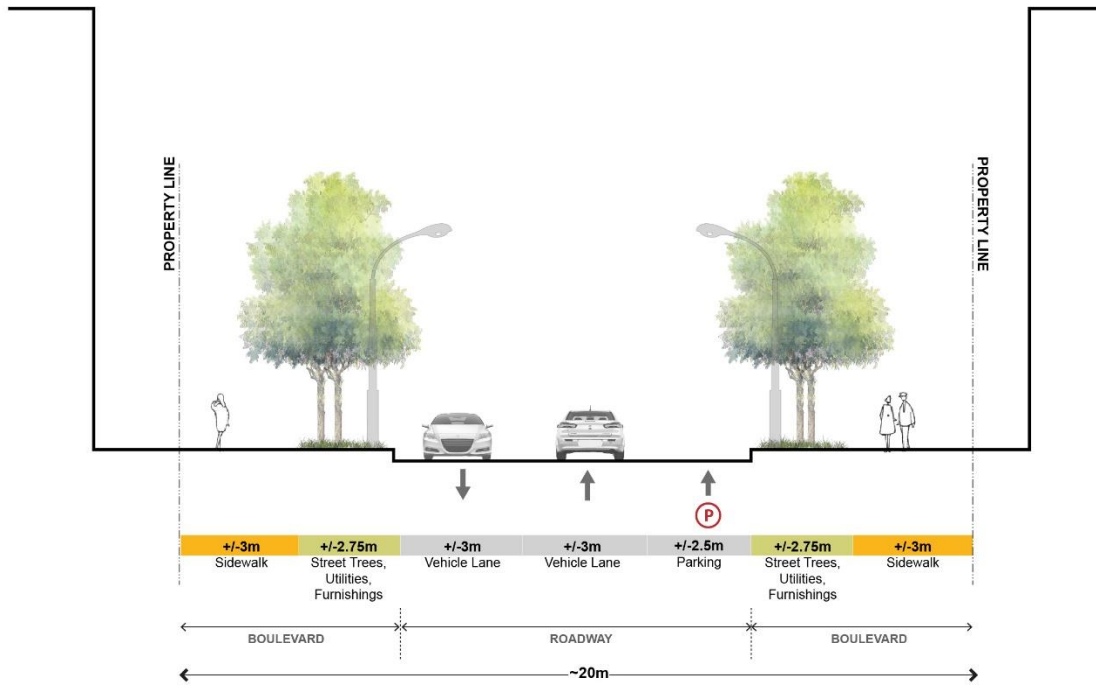 PROPERTY LINE
PROPERTY LINE
P
+/-3m
Sidewalk
+/-2.75m
Street Trees,
Utilities,
Furnishings
+/-3m
Vehicle Lane
+/-3m
Vehicle Lane
+/-2.5m
Parking
+/-2.75m
Street Trees,
Utilities,
Furnishings
+/-3m
Sidewalk
BOULEVARD
ROADWAY
BOULEVARD
~20m